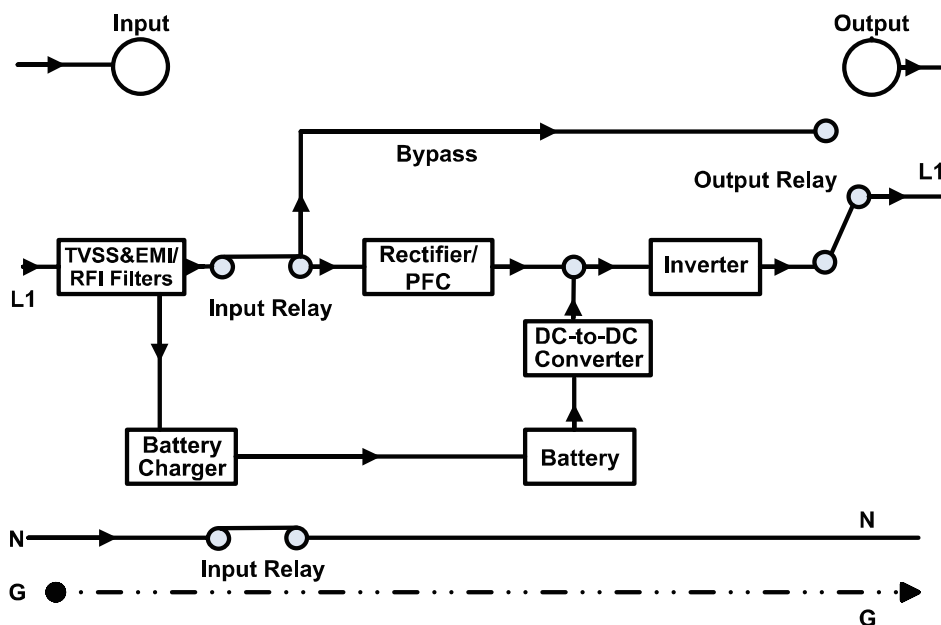 Input
Output
Bypass
Output Relay
L1
TVSS&EMI/
RFI Filters
L1
Input Relay
Rectifier/
PFC
Inverter
DC-to-DC
Converter
Battery
Charger
Battery
N
N
Input Relay
G
G